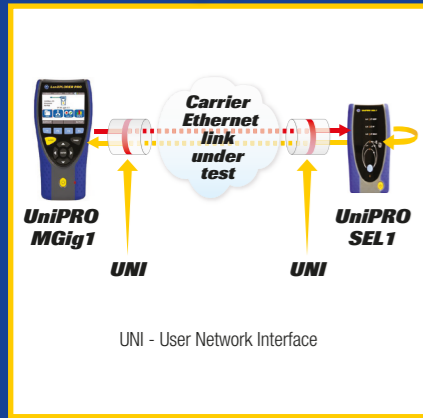 Carrier
Ethernet
link
under
test
UniPRO
MGig1
UniPRO
SEL1
UNI
UNI
UNI - User Network Interface